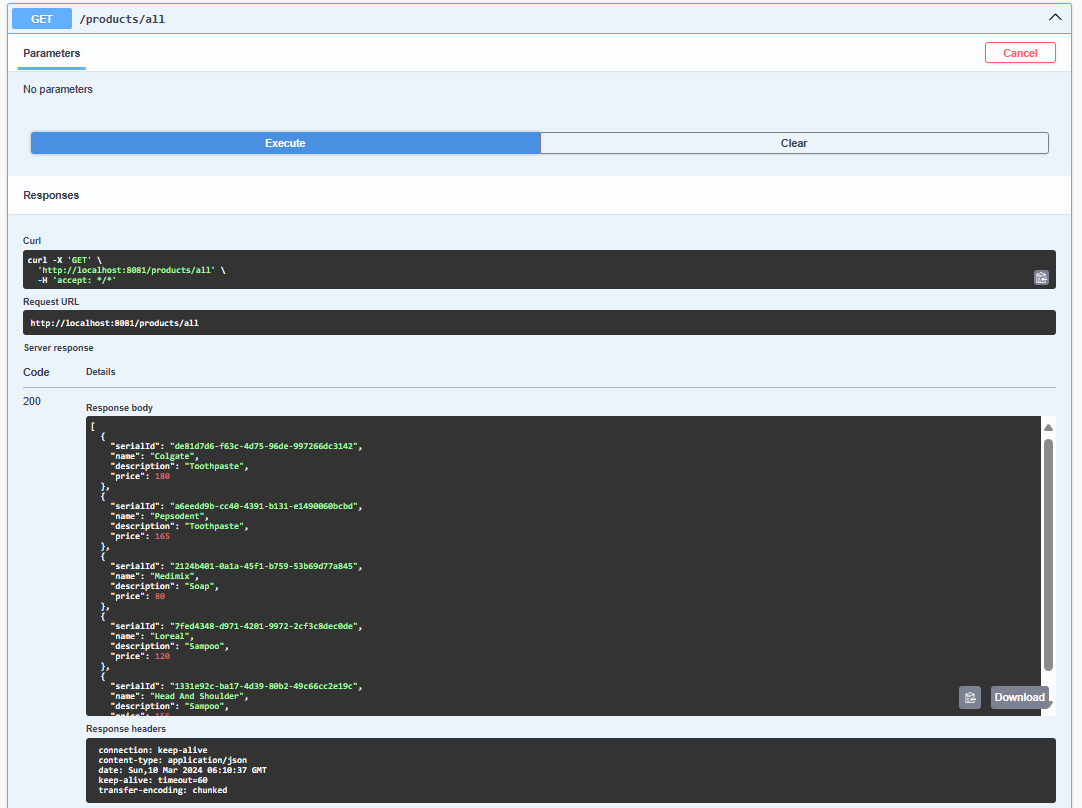 GET /products/all
Parameters
Cancel
No parameters
Execute
Clear
Responses
Curl
curl -X 'GET' \
  'http://localhost:8081/products/all' \
  -H 'accept: */*'
Request URL
http://localhost:8081/products/all
Server response
Code Details
200
Response body
[
  {
    "serialId": "de81d7d6-f63c-4d75-96de-997266dc3142",
    "name": "Colgate",
    "description": "Toothpaste",
    "price": 180
  },
  {
    "serialId": "a6eedd9b-cc40-4391-b131-e1490060bcbd",
    "name": "Pepsodent",
    "description": "Toothpaste",
    "price": 165
  },
  {
    "serialId": "2124b401-0a1a-45f1-b759-53b69d77a845",
    "name": "Medimix",
    "description": "Soap",
    "price": 80
  },
  {
    "serialId": "7fed4348-d971-4201-9972-2cf3c8dec0de",
    "name": "Loreal",
    "description": "Sampoo",
    "price": 120
  },
  {
    "serialId": "1331e92c-ba17-4d39-80b2-49c66cc2e19c",
    "name": "Head And Shoulder",
    "description": "Sampoo",
    "price":
Download
Response headers
connection: keep-alive
content-type: application/json
date: Sun,10 Mar 2024 06:10:37 GMT
keep-alive: timeout=60
transfer-encoding: chunked